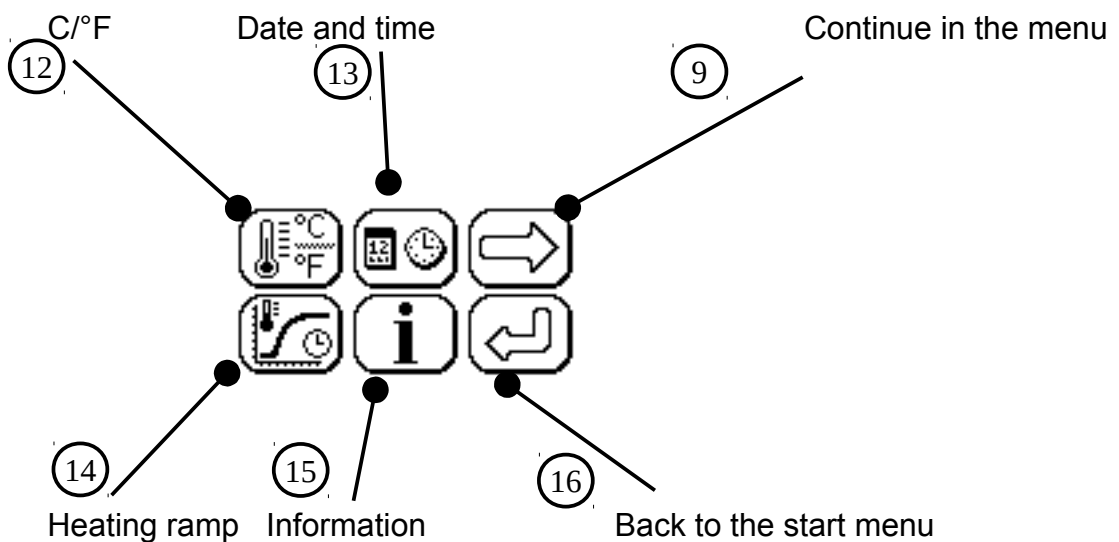 C/°F Date and time Continue in the menu
12 13 9
°C
°F
12
i
14 15 16
Heating ramp Information Back to the start menu